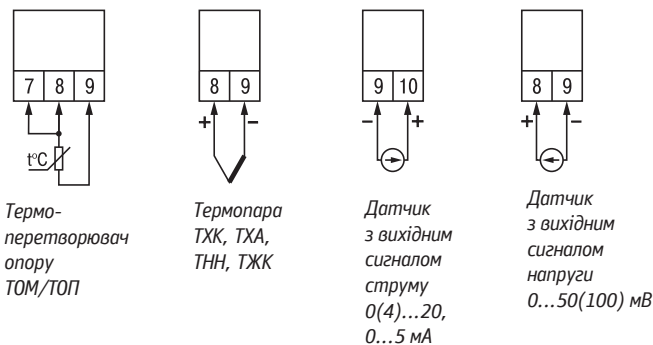 7 8 9
8 9
9 10
8 9
+ −
− +
+ −
t°C
Термо-
перетворювач
опору
ТОМ/ТОП
Термопара
ТХК, ТХА,
ТНН, ТЖК
Датчик
з вихідним
сигналом
струму
0(4)...20,
0...5 мА
Датчик
з вихідним
сигналом
напруги
0...50(100) мВ